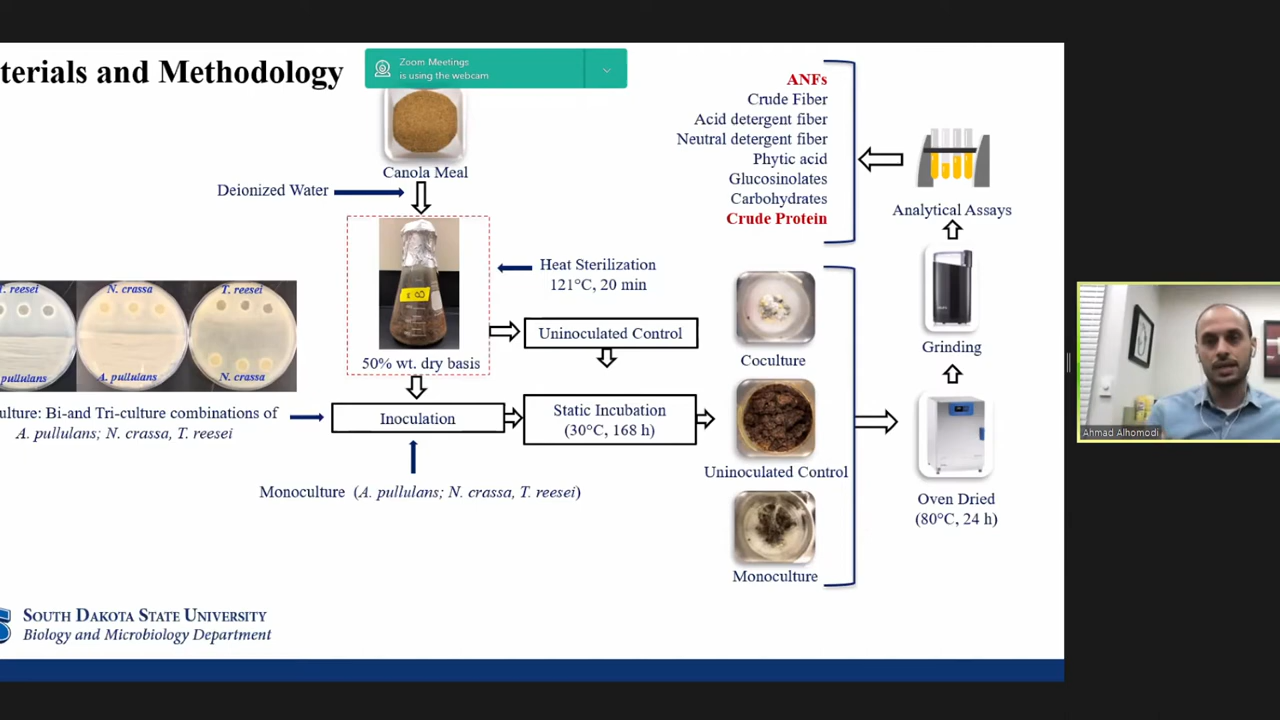 terials and Methodology
Zoom Meetings
is using the webcam
Canola Meal
Deionized Water
Heat Sterilization
121°C, 20 min
50% wt. dry basis
Uninoculated Control
T. reesei
N. crassa
T. reesei
pullulans
A. pullulans
N. crassa
ulture: Bi-and Tri-culture combinations of
A. pullulans; N. crassa, T. reesei
Inoculation
Static Incubation
(30°C, 168 h)
Monoculture (A. pullulans; N. crassa, T. reesei)
Coculture
Uninoculated Control
Monoculture
ANFs
Crude Fiber
Acid detergent fiber
Neutral detergent fiber
Phytic acid
Glucosinolates
Carbohydrates
Crude Protein
Analytical Assays
Grinding
Oven Dried
(80°C, 24 h)
SOUTH DAKOTA STATE UNIVERSITY
Biology and Microbiology Department
Ahmad Alhomodi